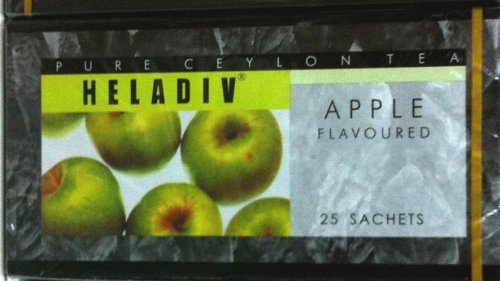 PURE CEYLON TEA
HELADIV®
APPLE
FLAVOURED
25 SACHETS